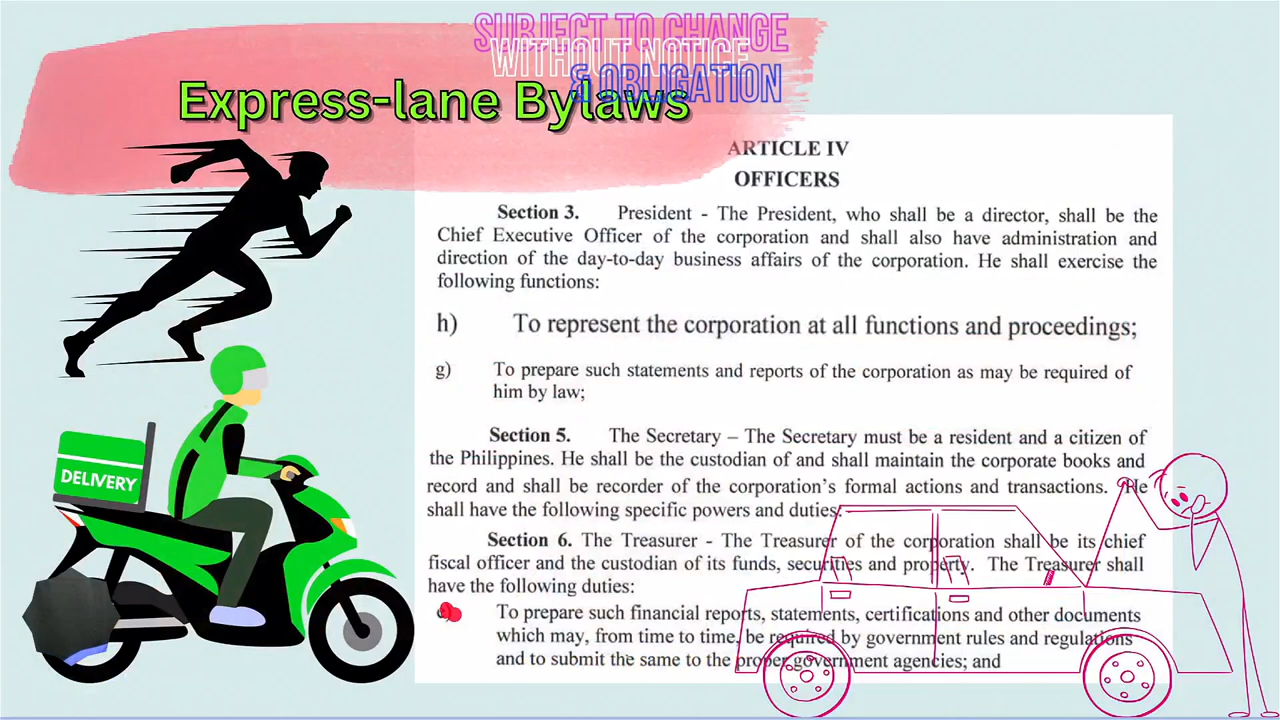 SUBJECT TO CHANGE
WITHOUT NOTICE
& OBLIGATION
Express-lane Bylaws
ARTICLE IV
OFFICERS
Section 3. President - The President, who shall be a director, shall be the
Chief Executive Officer of the corporation and shall also have administration and
direction of the day-to-day business affairs of the corporation. He shall exercise the
following functions:
h) To represent the corporation at all functions and proceedings;
g) To prepare such statements and reports of the corporation as may be required of
him by law;
Section 5. The Secretary – The Secretary must be a resident and a citizen of
the Philippines. He shall be the custodian of and shall maintain the corporate books and
record and shall be recorder of the corporation's formal actions and transactions. He
shall have the following specific powers and duties:
Section 6. The Treasurer - The Treasurer of the corporation shall be its chief
fiscal officer and the custodian of its funds, securities and property. The Treasurer shall
have the following duties:
To prepare such financial reports, statements, certifications and other documents
which may, from time to time, be required by government rules and regulations
and to submit the same to the proper government agencies; and
DELIVERY